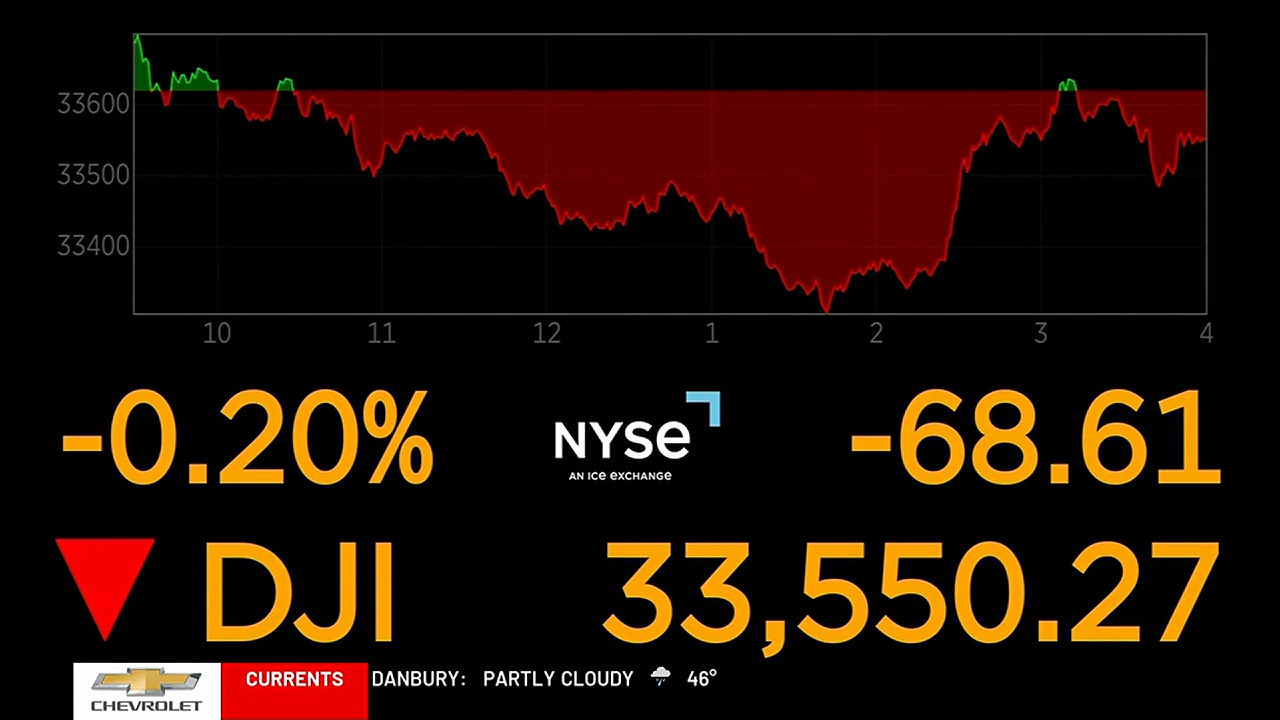 33600
33500
33400
10 11 12 1 2 3 4
-0.20%
NYSE
AN ICE EXCHANGE
-68.61
DJI
33,550.27
CHEVROLET
CURRENTS
DANBURY: PARTLY CLOUDY 46°